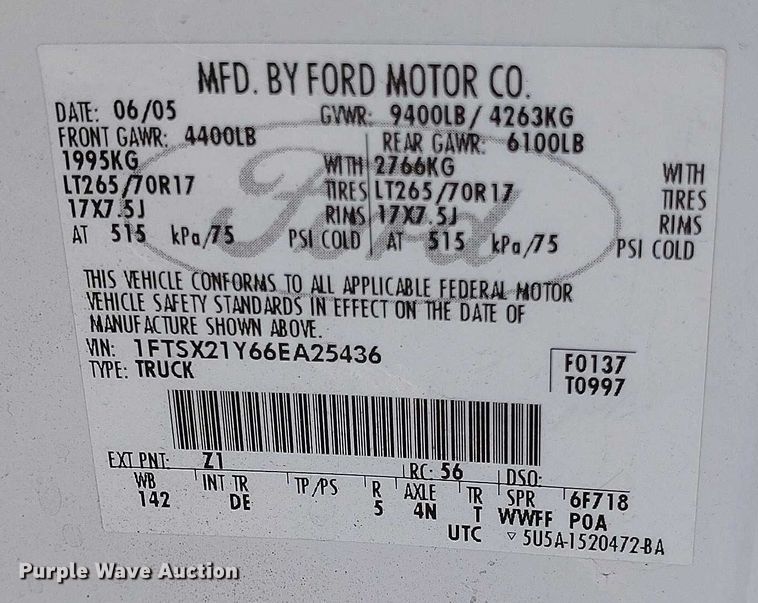 MFD. BY FORD MOTOR CO.
DATE: 06/05 GVWR: 9400LB / 4263KG
FRONT GAWR: 4400LB REAR GAWR: 6100LB
1995KG WITH 2766KG WITH
LT265/70R17 TIRES LT265/70R17 TIRES
17X7.5J RIMS 17X7.5J RIMS
AT 515 kPa/75 PSI COLD AT 515 kPa/75 PSI COLD
Ford
THIS VEHICLE CONFORMS TO ALL APPLICABLE FEDERAL MOTOR
VEHICLE SAFETY STANDARDS IN EFFECT ON THE DATE OF
MANUFACTURE SHOWN ABOVE.
VIN: 1FTSX21Y66EA25436 F0137
TYPE: TRUCK T0997
EXT PNT: Z1 RC: 56 DSO:
WB INT TR TP/PS R AXLE TR SPR 6F718
142 DE 5 4N T WWFF P0A
UTC ▽ 5U5A-1520472-BA
Purple Wave Auction